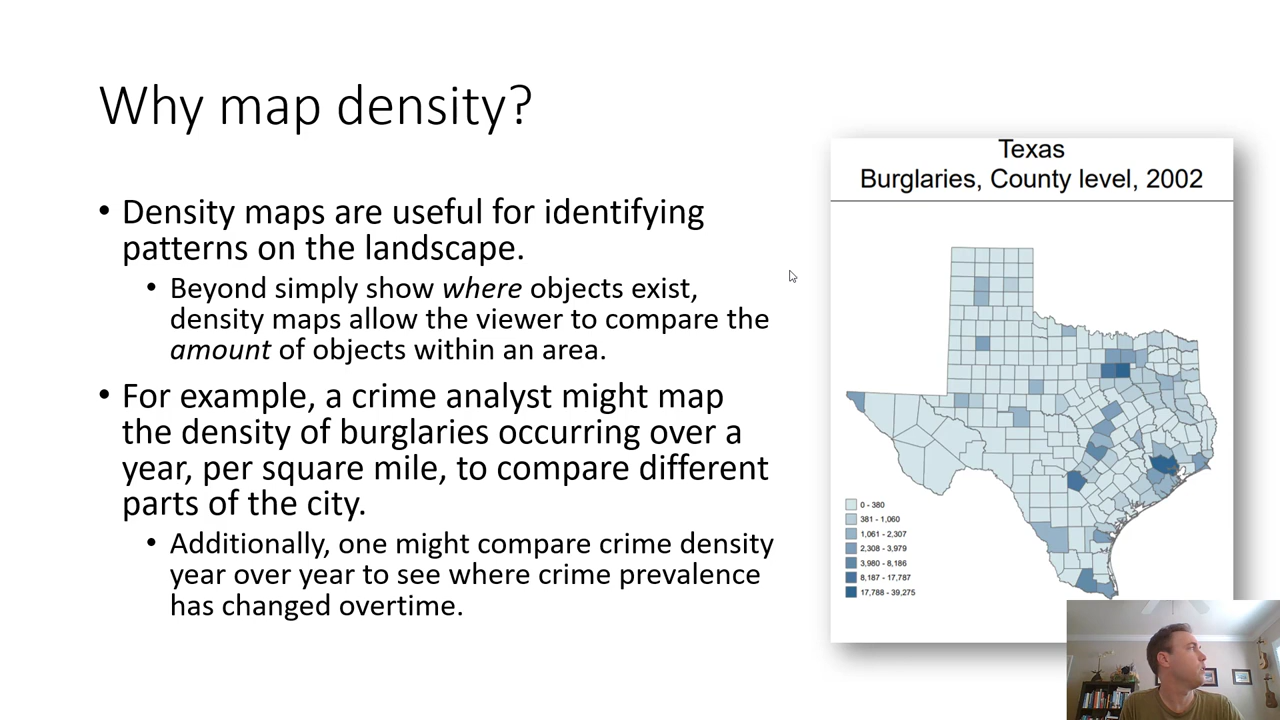 Why map density?
• Density maps are useful for identifying
patterns on the landscape.
• Beyond simply show where objects exist,
density maps allow the viewer to compare the
amount of objects within an area.
• For example, a crime analyst might map
the density of burglaries occurring over a
year, per square mile, to compare different
parts of the city.
• Additionally, one might compare crime density
year over year to see where crime prevalence
has changed overtime.
Texas
Burglaries, County level, 2002
0 - 380
381 - 1,060
1,061 - 2,307
2,308 - 3,979
3,980 - 8,186
8,187 - 17,787
17,788 - 39,275